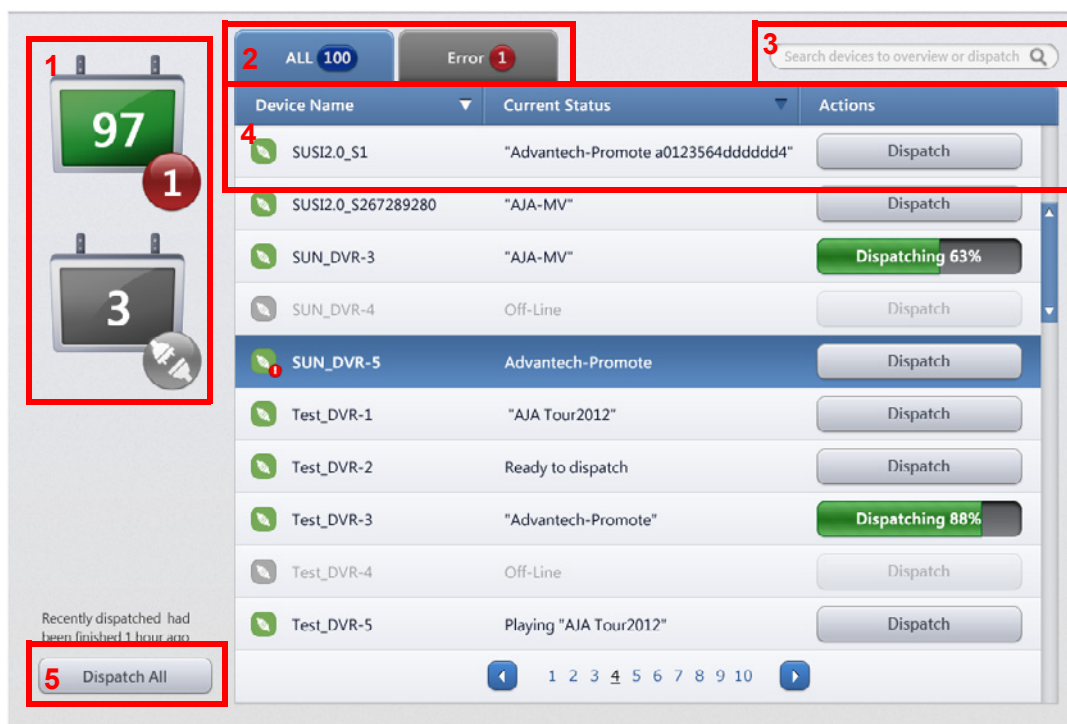 1
97
1
3
2 ALL 100 Error 1
3 Search devices to overview or dispatch
Device Name Current Status Actions
4
SUSI2.0_S1 "Advantech-Promote a0123564dddddd4" Dispatch
SUSI2.0_S267289280 "AJA-MV" Dispatch
SUN_DVR-3 "AJA-MV" Dispatching 63%
SUN_DVR-4 Off-Line Dispatch
SUN_DVR-5 Advantech-Promote Dispatch
Test_DVR-1 "AJA Tour2012" Dispatch
Test_DVR-2 Ready to dispatch Dispatch
Test_DVR-3 "Advantech-Promote" Dispatching 88%
Test_DVR-4 Off-Line Dispatch
Test_DVR-5 Playing "AJA Tour2012" Dispatch
Recently dispatched had
been finished 1 hour ago
5 Dispatch All
1 2 3 4 5 6 7 8 9 10